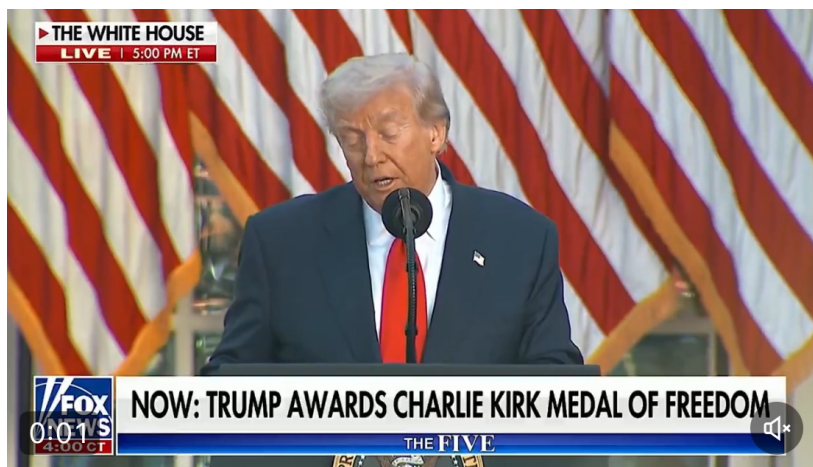 THE WHITE HOUSE
LIVE | 5:00 PM ET
FOX
NEWS
4:00 CT
NOW: TRUMP AWARDS CHARLIE KIRK MEDAL OF FREEDOM
THE FIVE
0:01